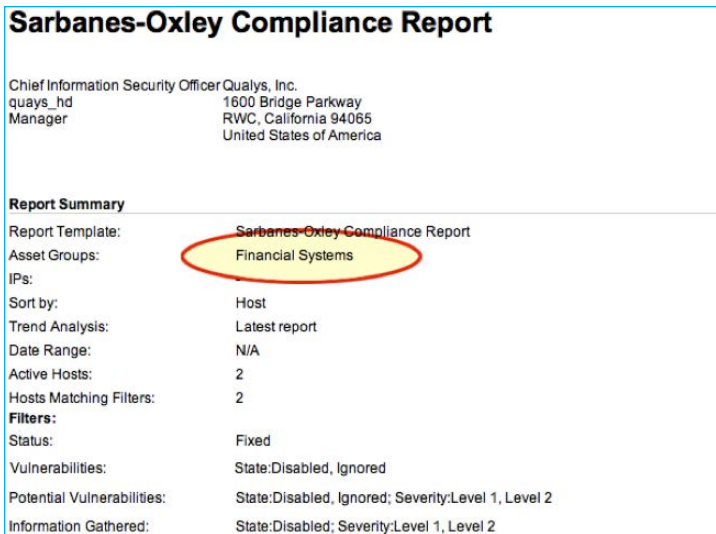 Sarbanes-Oxley Compliance Report
Chief Information Security Officer Qualys, Inc.
quays_hd 1600 Bridge Parkway
Manager RWC, California 94065
United States of America
Report Summary
Report Template: Sarbanes-Oxley Compliance Report
Asset Groups: Financial Systems
IPs: -
Sort by: Host
Trend Analysis: Latest report
Date Range: N/A
Active Hosts: 2
Hosts Matching Filters: 2
Filters:
Status: Fixed
Vulnerabilities: State:Disabled, Ignored
Potential Vulnerabilities: State:Disabled, Ignored; Severity:Level 1, Level 2
Information Gathered: State:Disabled; Severity:Level 1, Level 2